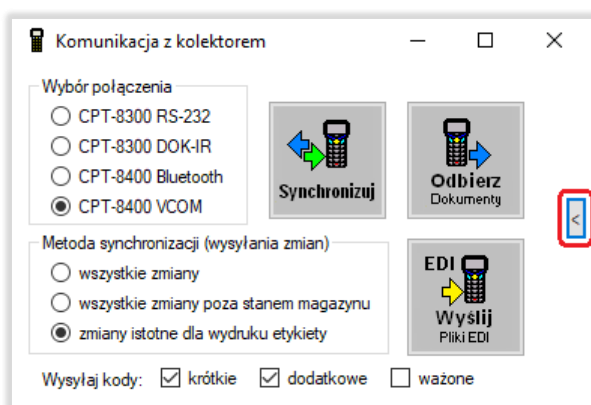 Komunikacja z kolektorem
Wybór połączenia
CPT-8300 RS-232
CPT-8300 DOK-IR
CPT-8400 Bluetooth
CPT-8400 VCOM
Synchronizuj
Odbierz
Dokumenty
<
Metoda synchronizacji (wysyłania zmian)
wszystkie zmiany
wszystkie zmiany poza stanem magazynu
zmiany istotne dla wydruku etykiety
EDI
Wyślij
Pliki EDI
Wysyłaj kody: krótkie dodatkowe ważone